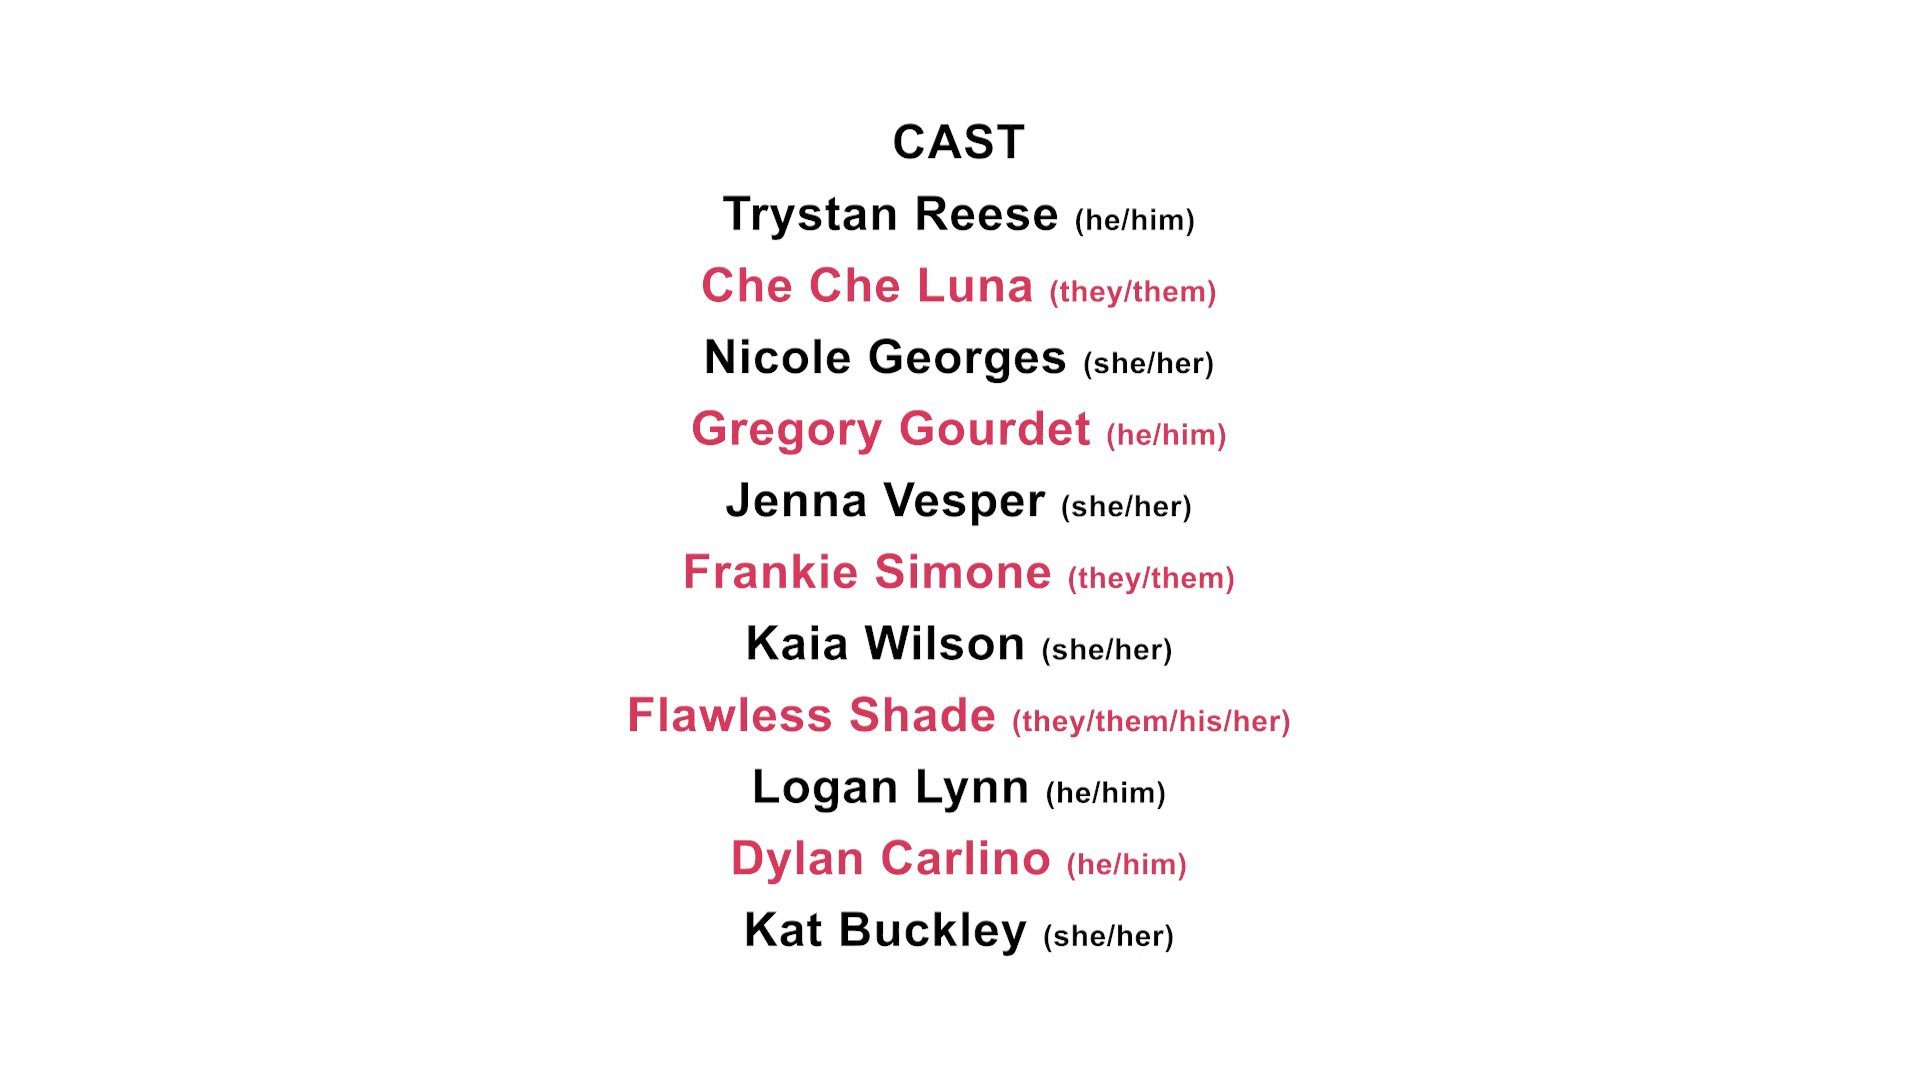 CAST
Trystan Reese (he/him)
Che Che Luna (they/them)
Nicole Georges (she/her)
Gregory Gourdet (he/him)
Jenna Vesper (she/her)
Frankie Simone (they/them)
Kaia Wilson (she/her)
Flawless Shade (they/them/his/her)
Logan Lynn (he/him)
Dylan Carlino (he/him)
Kat Buckley (she/her)